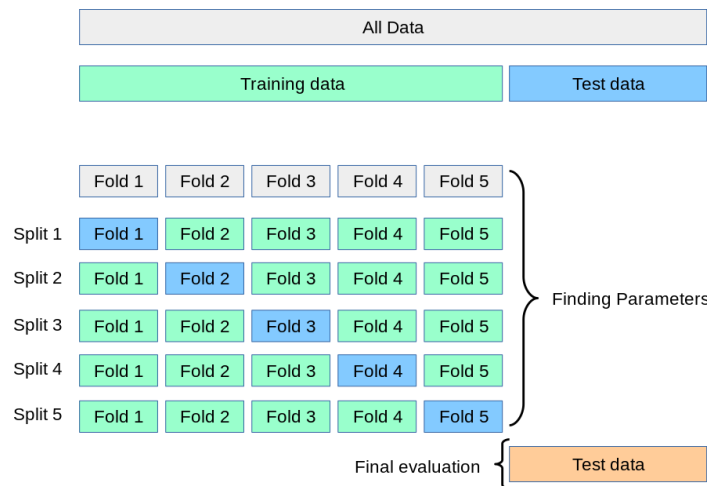 All Data
Training data Test data
Fold 1 Fold 2 Fold 3 Fold 4 Fold 5
Split 1 Fold 1 Fold 2 Fold 3 Fold 4 Fold 5
Split 2 Fold 1 Fold 2 Fold 3 Fold 4 Fold 5
Finding Parameters
Split 3 Fold 1 Fold 2 Fold 3 Fold 4 Fold 5
Split 4 Fold 1 Fold 2 Fold 3 Fold 4 Fold 5
Split 5 Fold 1 Fold 2 Fold 3 Fold 4 Fold 5
Final evaluation Test data